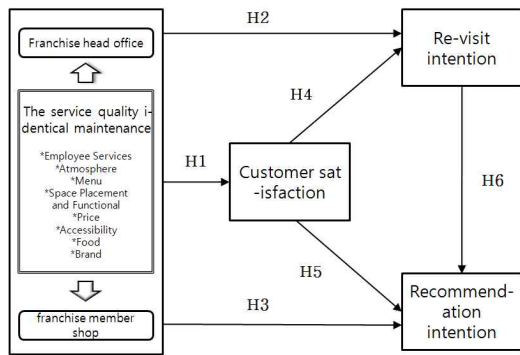 Franchise head office
The service quality i-
dentical maintenance
*Employee Services
*Atmosphere
*Menu
*Space Placement
and Functional
*Price
*Accessibility
*Food
*Brand
franchise member
shop
H1
H2
H3
Customer sat
-isfaction
H4
H5
Re-visit
intention
H6
Recommend-
ation
intention